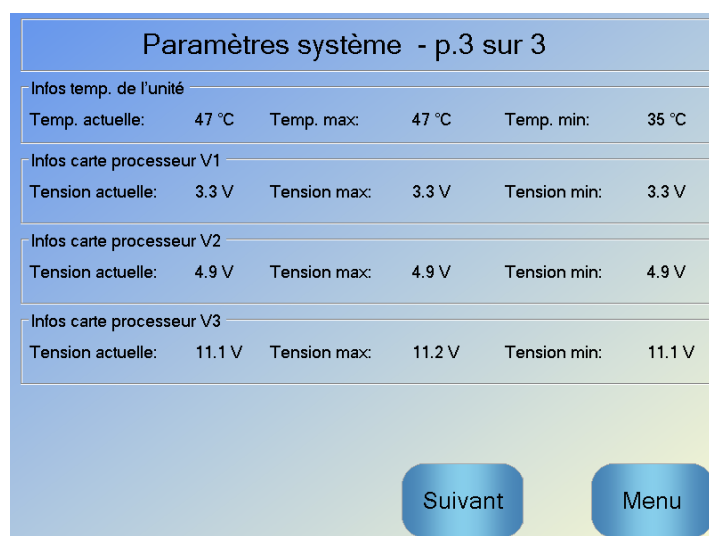 Paramètres système - p.3 sur 3
Infos temp. de l'unité
Temp. actuelle: 47 °C Temp. max: 47 °C Temp. min: 35 °C
Infos carte processeur V1
Tension actuelle: 3.3 V Tension max: 3.3 V Tension min: 3.3 V
Infos carte processeur V2
Tension actuelle: 4.9 V Tension max: 4.9 V Tension min: 4.9 V
Infos carte processeur V3
Tension actuelle: 11.1 V Tension max: 11.2 V Tension min: 11.1 V
Suivant Menu